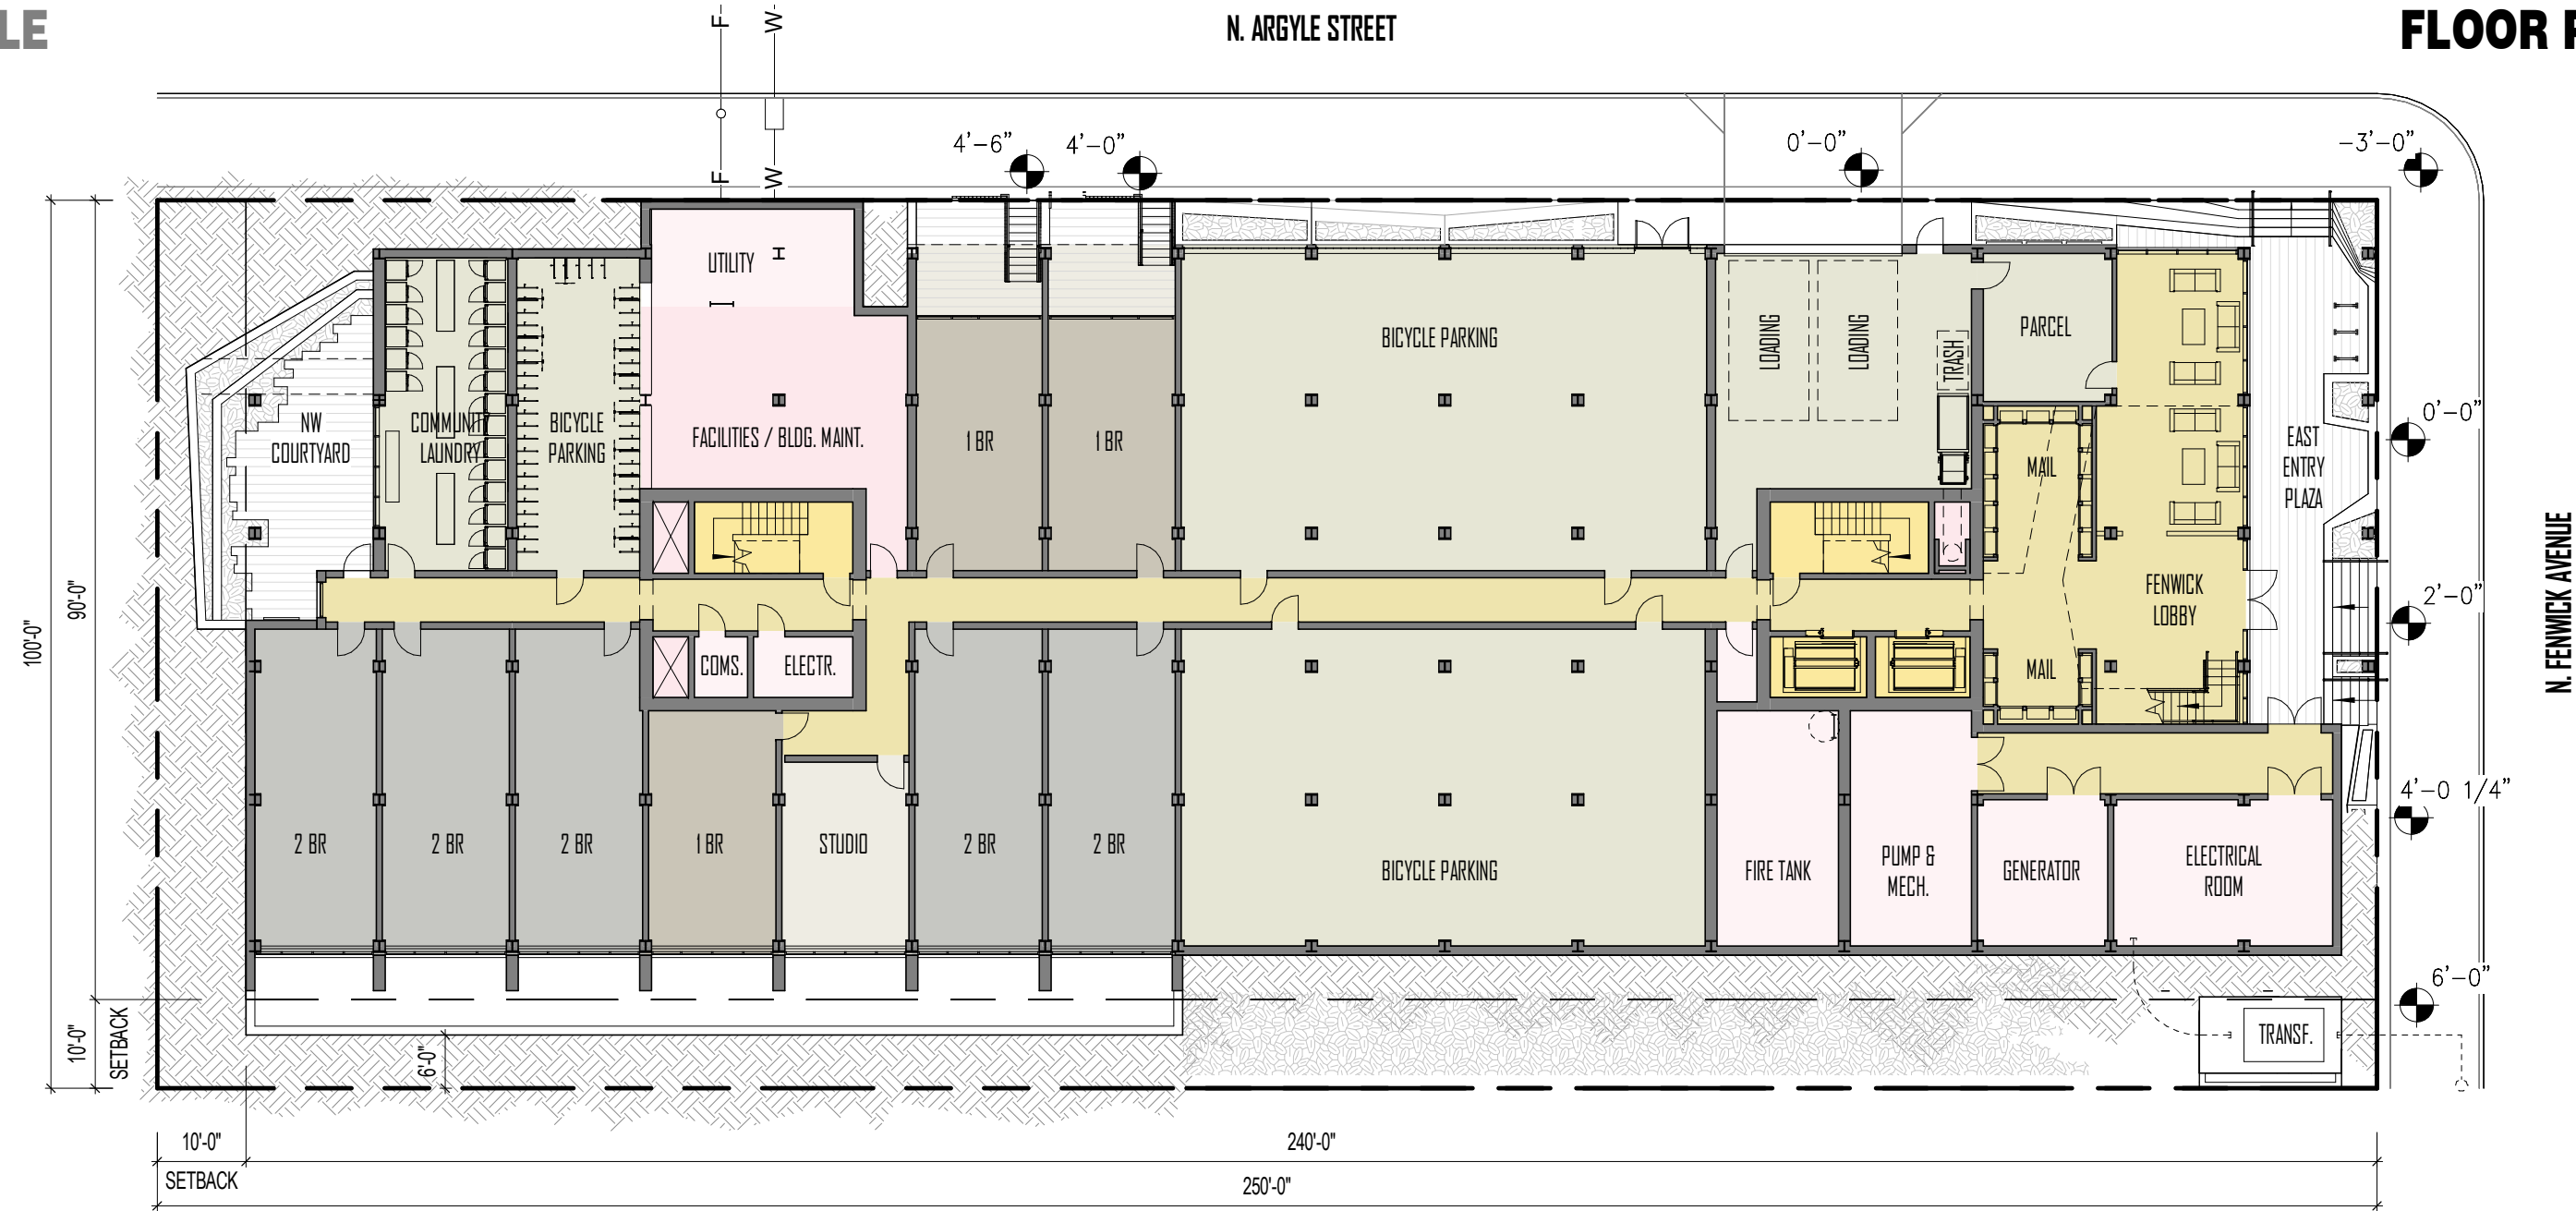 LE
N. ARGYLE STREET
FLOOR P
F
W
F
W
4'-6"
4'-0"
0'-0"
-3'-0"
UTILITY
BICYCLE PARKING
LOADING
LOADING
TRASH
PARCEL
NW
COURTYARD
COMMUNITY
LAUNDRY
BICYCLE
PARKING
FACILITIES / BLDG. MAINT.
1 BR
1 BR
MAIL
EAST
ENTRY
PLAZA
0'-0"
N. FENWICK AVENUE
100'-0"
90'-0"
FENWICK
LOBBY
2'-0"
COMS.
ELECTR.
MAIL
4'-0 1/4"
2 BR
2 BR
2 BR
1 BR
STUDIO
2 BR
2 BR
BICYCLE PARKING
FIRE TANK
PUMP &
MECH.
GENERATOR
ELECTRICAL
ROOM
6'-0"
10'-0"
SETBACK
6'-0"
TRANSF.
10'-0"
SETBACK
240'-0"
250'-0"